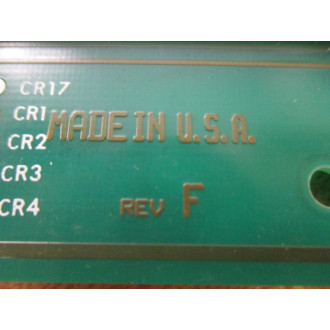 CR17
CR1
MADE IN U.S.A.
CR2
CR3
CR4
REV F